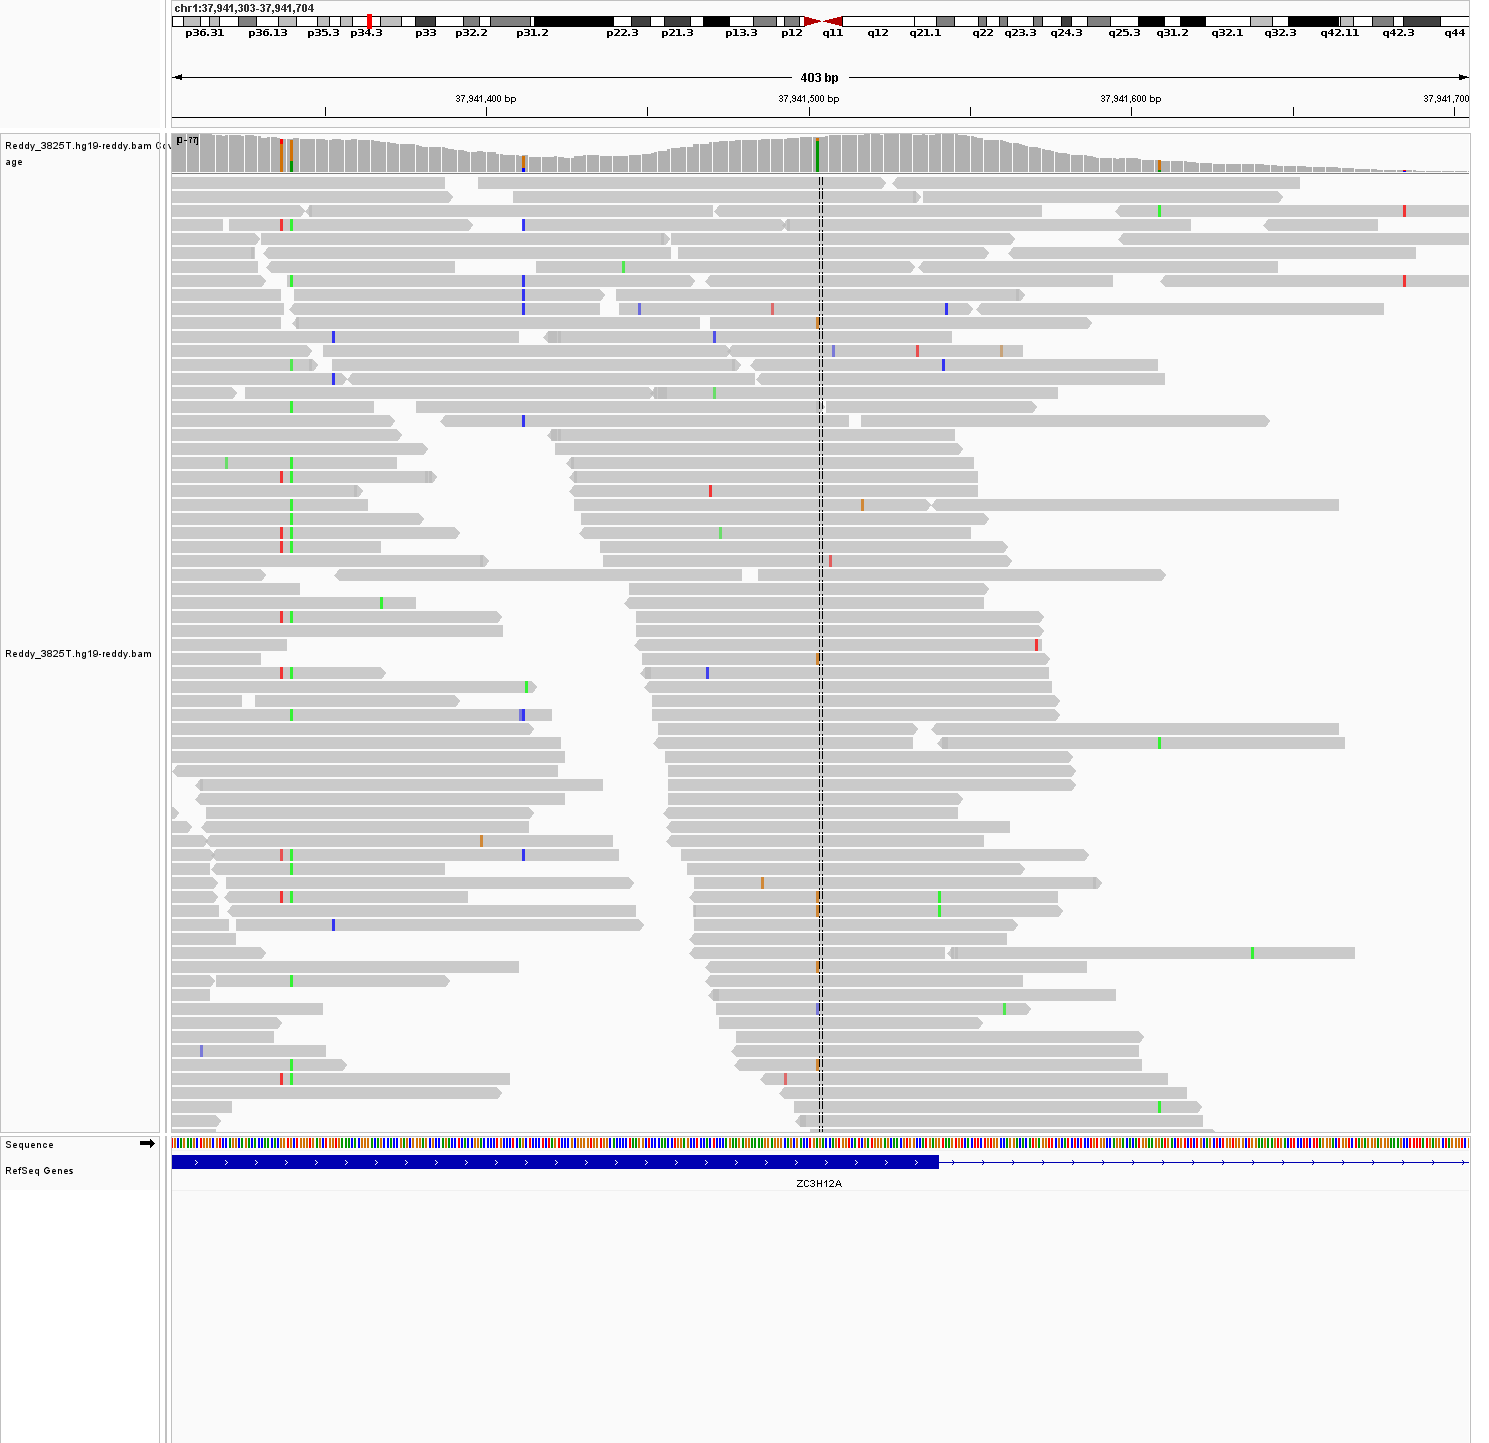 chr1:37,941,303-37,941,704
p36.31 p36.13 p35.3 p34.3 p33 p32.2 p31.2 p22.3 p21.3 p13.3 p12 q11 q12 q21.1 q22 q23.3 q24.3 q25.3 q31.2 q32.1 q32.3 q42.11 q42.3 q44
403 bp
37,941,400 bp 37,941,500 bp 37,941,600 bp 37,941,700
Reddy_3825T.hg19-reddy.bam Cov
age
[0 - 77]
Reddy_3825T.hg19-reddy.bam
Sequence
RefSeq Genes
ZC3H12A